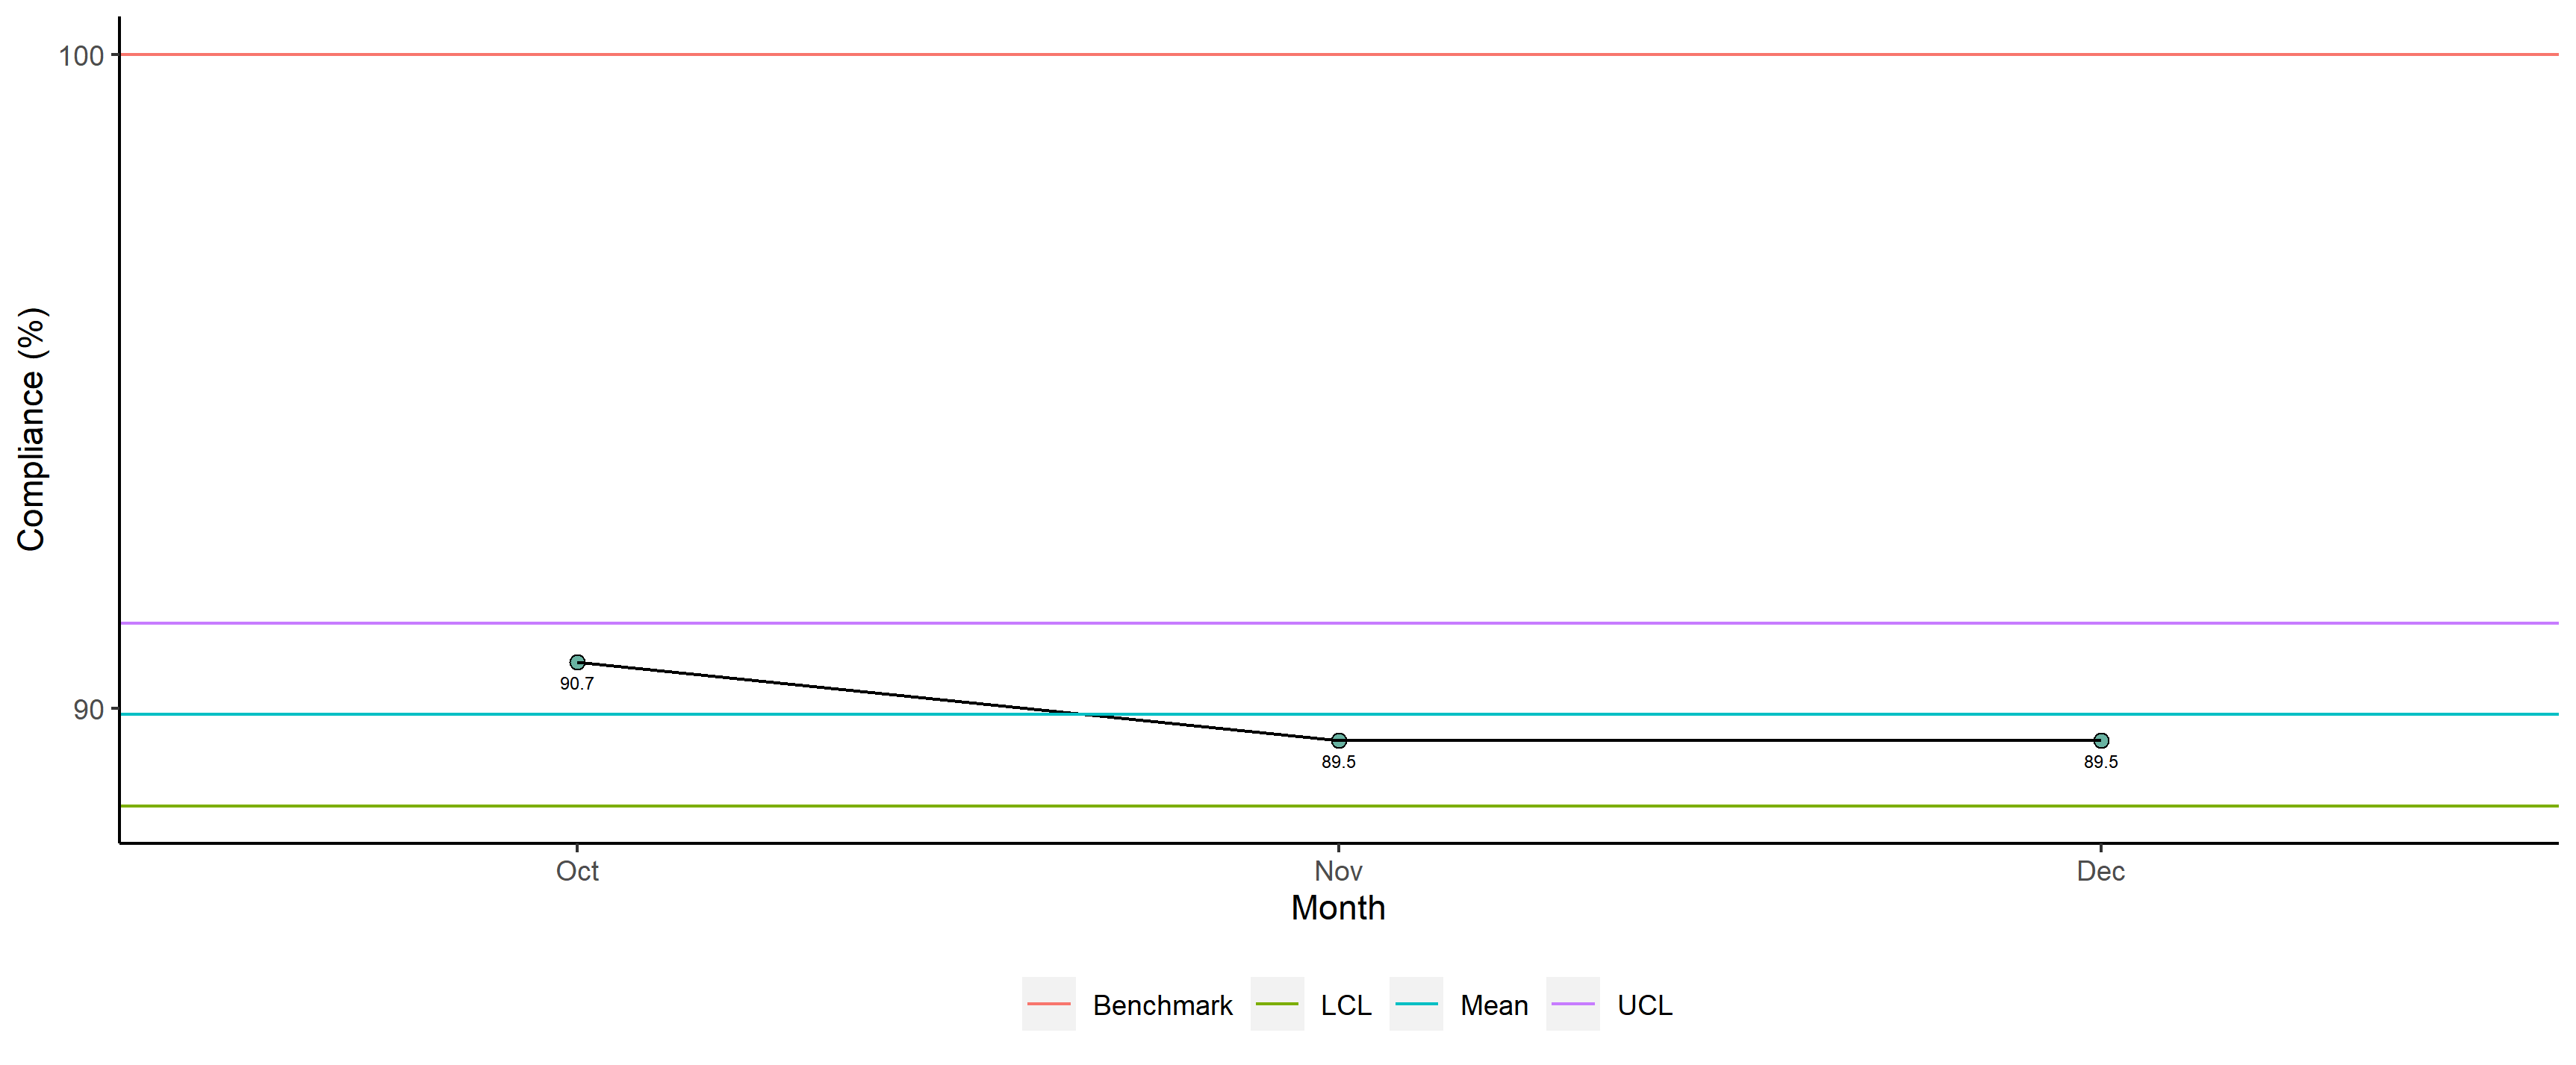 100
90
Compliance (%)
90.7
89.5
89.5
Oct
Nov
Dec
Month
Benchmark
LCL
Mean
UCL